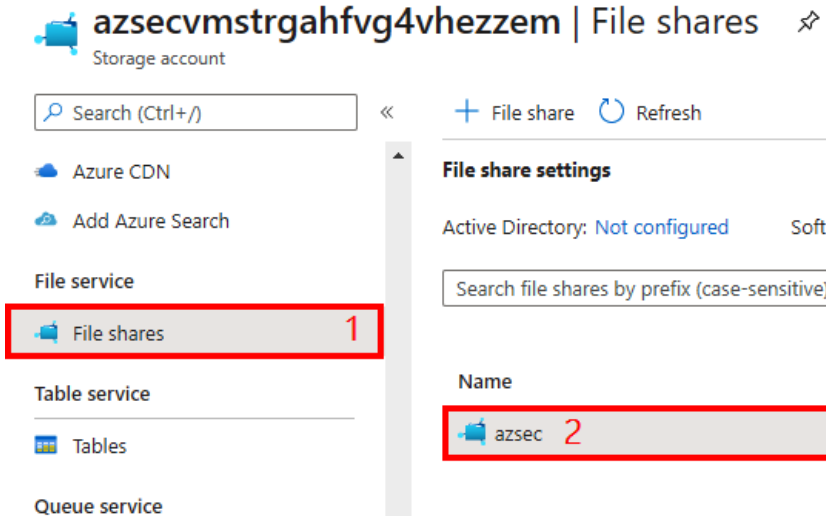 azsecvmstrgahfvg4vhezzem | File shares
Storage account
Search (Ctrl+/)
«
Azure CDN
Add Azure Search
File service
File shares 1
Table service
Tables
Queue service
+ File share Refresh
File share settings
Active Directory: Not configured Soft
Search file shares by prefix (case-sensitive)
Name
azsec 2